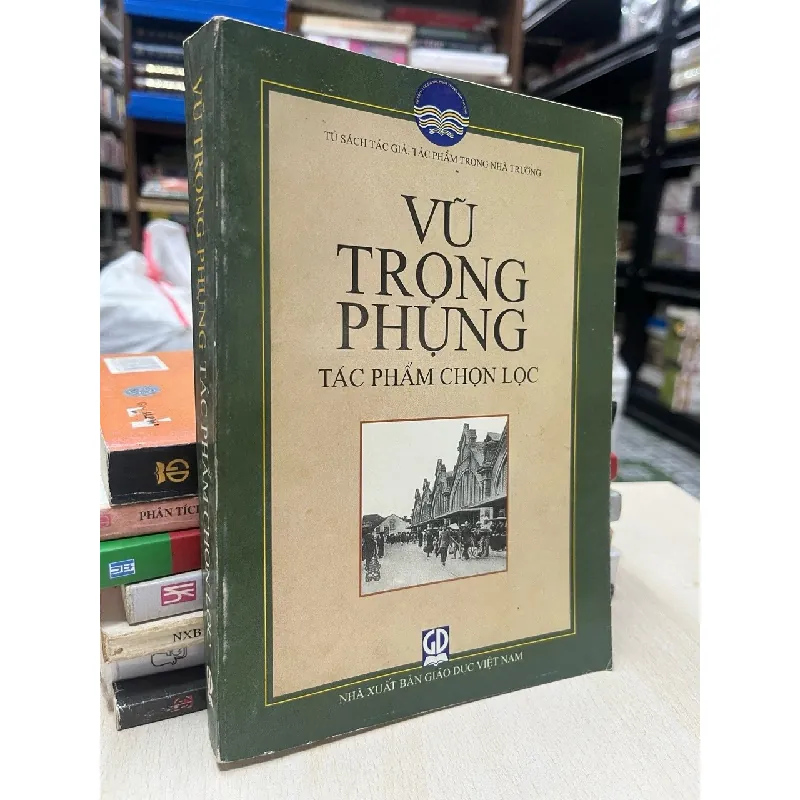 TỦ SÁCH TÁC GIẢ, TÁC PHẨM TRONG NHÀ TRƯỜNG
VŨ
TRỌNG
PHỤNG
TÁC PHẨM CHỌN LỌC
GD
NHÀ XUẤT BẢN GIÁO DỤC VIỆT NAM
VŨ TRỌNG PHỤNG TÁC PHẨM CHỌN
PHÂN TÍCH
NXB